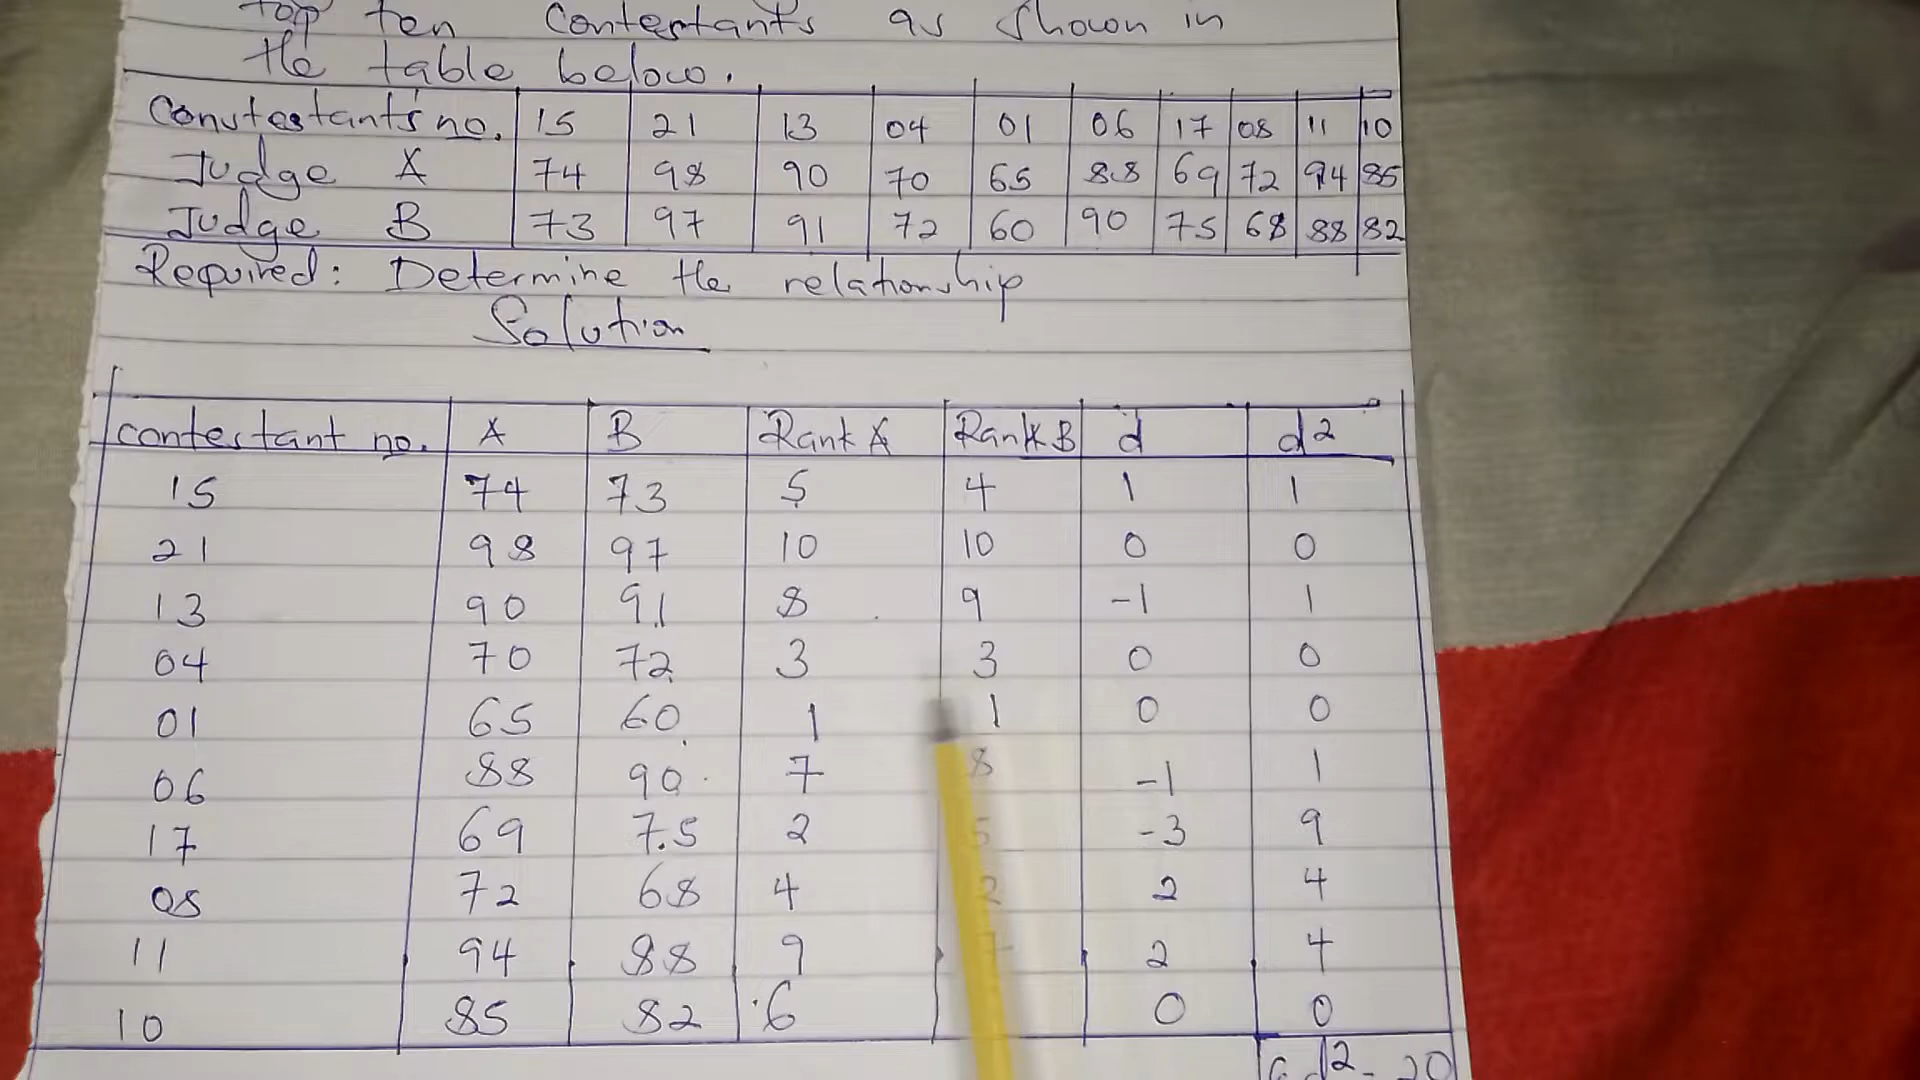 top ten contestants as shown in
the table below.
Constestant's no. 15 21 13 04 01 06 17 08 11 10
Judge A 74 98 90 70 65 88 69 72 94 85
Judge B 73 97 91 72 60 90 75 68 88 82
Required: Determine the relationship
Solution
contestant no. A B Rank A Rank B d d²
15 74 73 5 4 1 1
21 98 97 10 10 0 0
13 90 91 8 9 -1 1
04 70 72 3 3 0 0
01 65 60 1 1 0 0
06 88 90 7 8 -1 1
17 69 75 2 5 -3 9
08 72 68 4 2 2 4
11 94 88 9 7 2 4
10 85 82 6 0 0
d² = 20